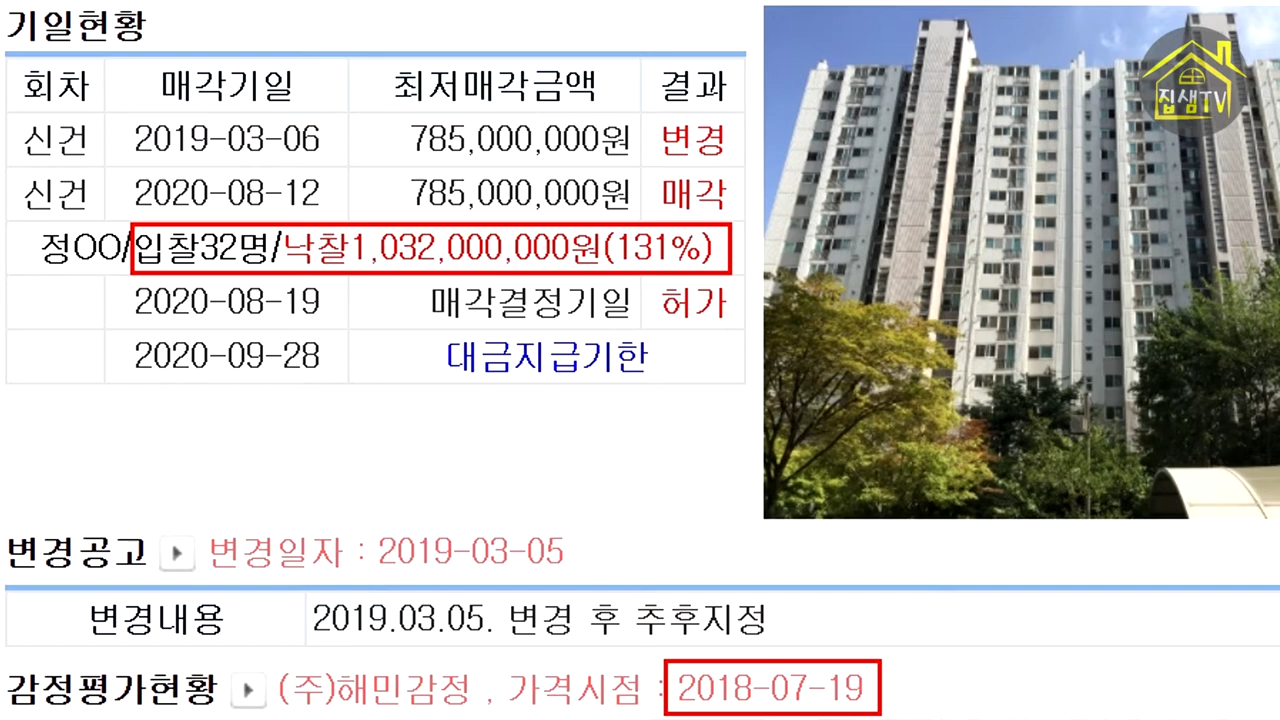 기일현황
회차 매각기일 최저매각금액 결과
신건 2019-03-06 785,000,000원 변경
신건 2020-08-12 785,000,000원 매각
정OO/입찰32명/낙찰1,032,000,000원(131%)
2020-08-19 매각결정기일 허가
2020-09-28 대금지급기한
집샘TV
변경공고 변경일자 : 2019-03-05
변경내용 2019.03.05. 변경 후 추후지정
감정평가현황 (주)해민감정 , 가격시점 : 2018-07-19